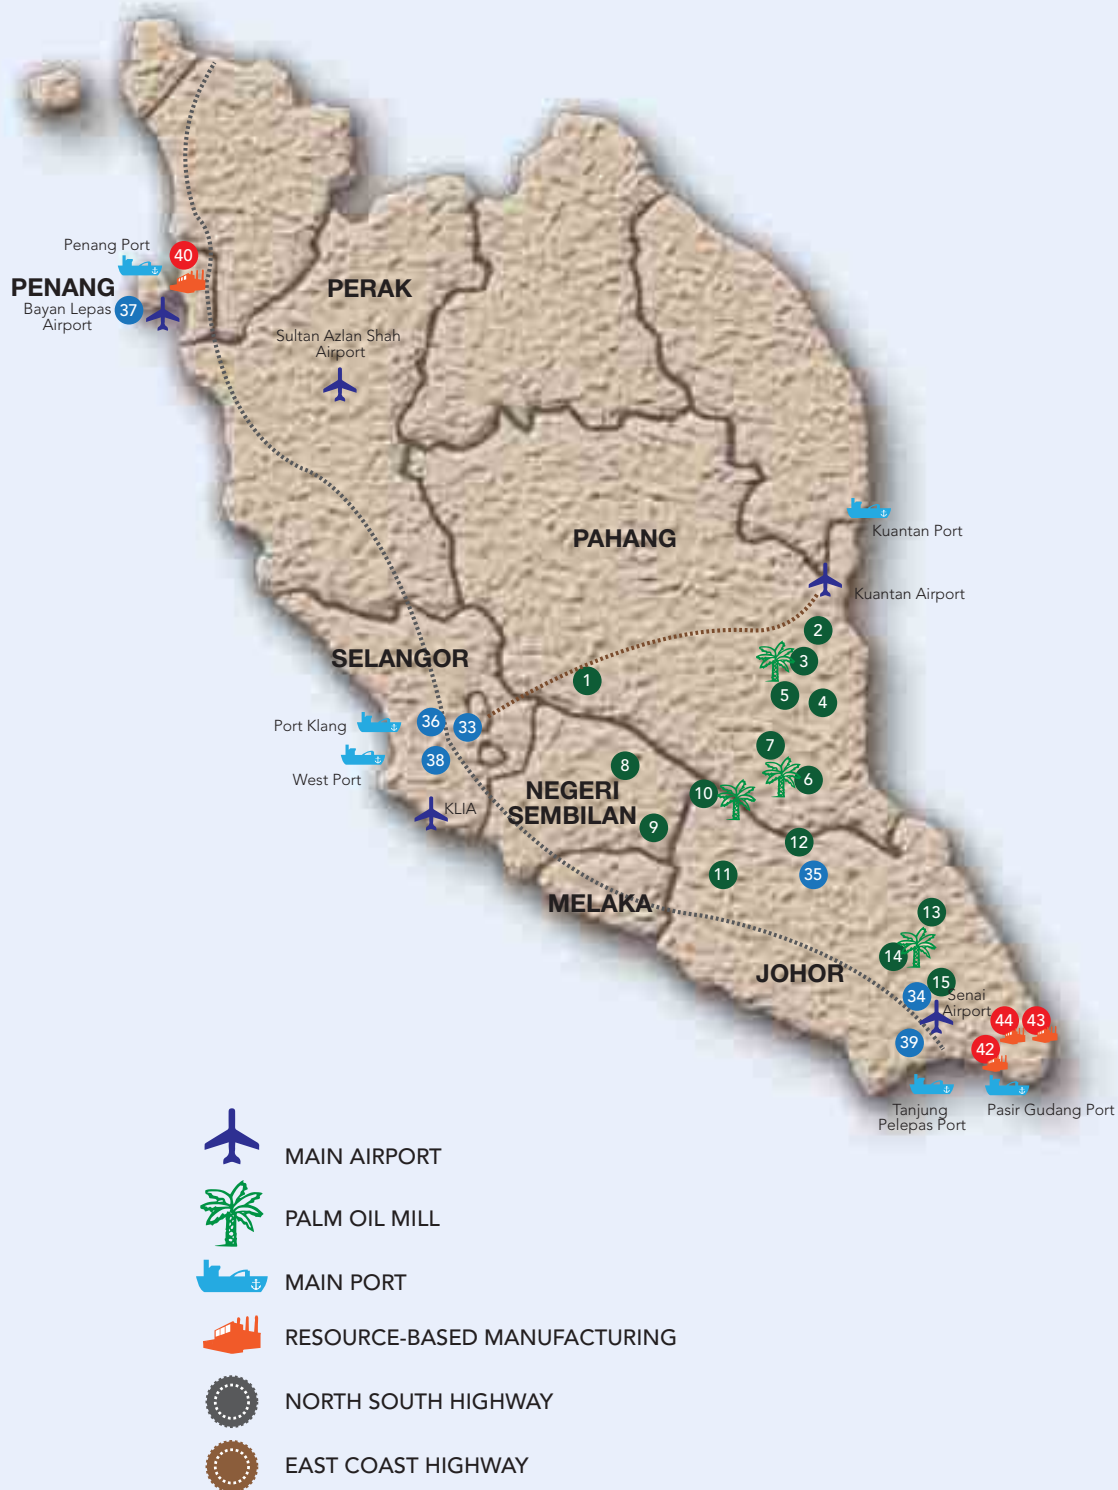 Penang Port
40
PENANG
Bayan Lepas
Airport
37
PERAK
Sultan Azlan Shah
Airport
PAHANG
Kuantan Port
Kuantan Airport
2
3
1
5
4
SELANGOR
Port Klang
36
33
West Port
38
KLIA
7
6
8
NEGERI
SEMBILAN
10
9
12
11
35
MELAKA
13
14
JOHOR
15
34
Senai
Airport
44
43
39
42
Tanjung
Pelepas Port
Pasir Gudang Port
MAIN AIRPORT
PALM OIL MILL
MAIN PORT
RESOURCE-BASED MANUFACTURING
NORTH SOUTH HIGHWAY
EAST COAST HIGHWAY